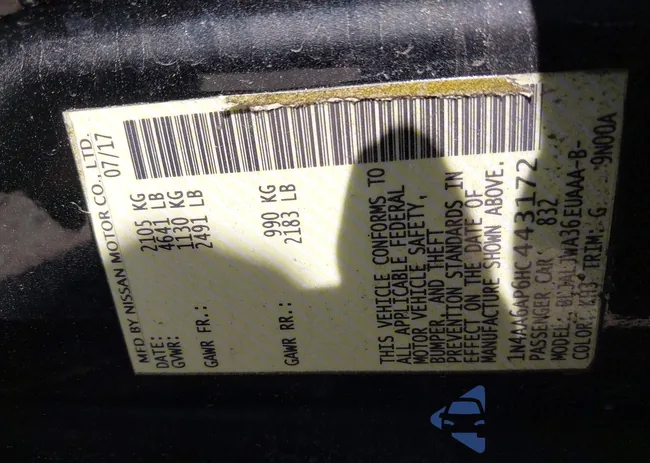 MFD BY NISSAN MOTOR CO., LTD.
DATE: 07/17
GVWR: 2105 KG
4641 LB
GAWR FR.: 1130 KG
2491 LB
GAWR RR.: 990 KG
2183 LB
THIS VEHICLE CONFORMS TO
ALL APPLICABLE FEDERAL
MOTOR VEHICLE SAFETY,
BUMPER, AND THEFT
PREVENTION STANDARDS IN
EFFECT ON THE DATE OF
MANUFACTURE SHOWN ABOVE.
1N4AA6AP6HC443172
PASSENGER CAR 832
MODEL:
COLOR: TRIM: G 9N00A